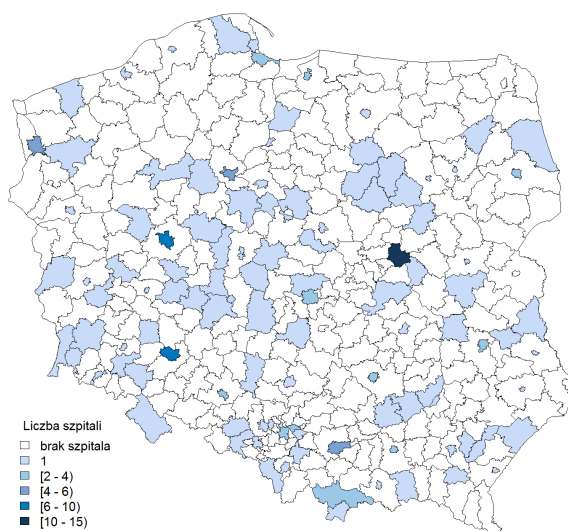 Liczba szpitali
brak szpitala
1
[2 - 4)
[4 - 6)
[6 - 10)
[10 - 15)